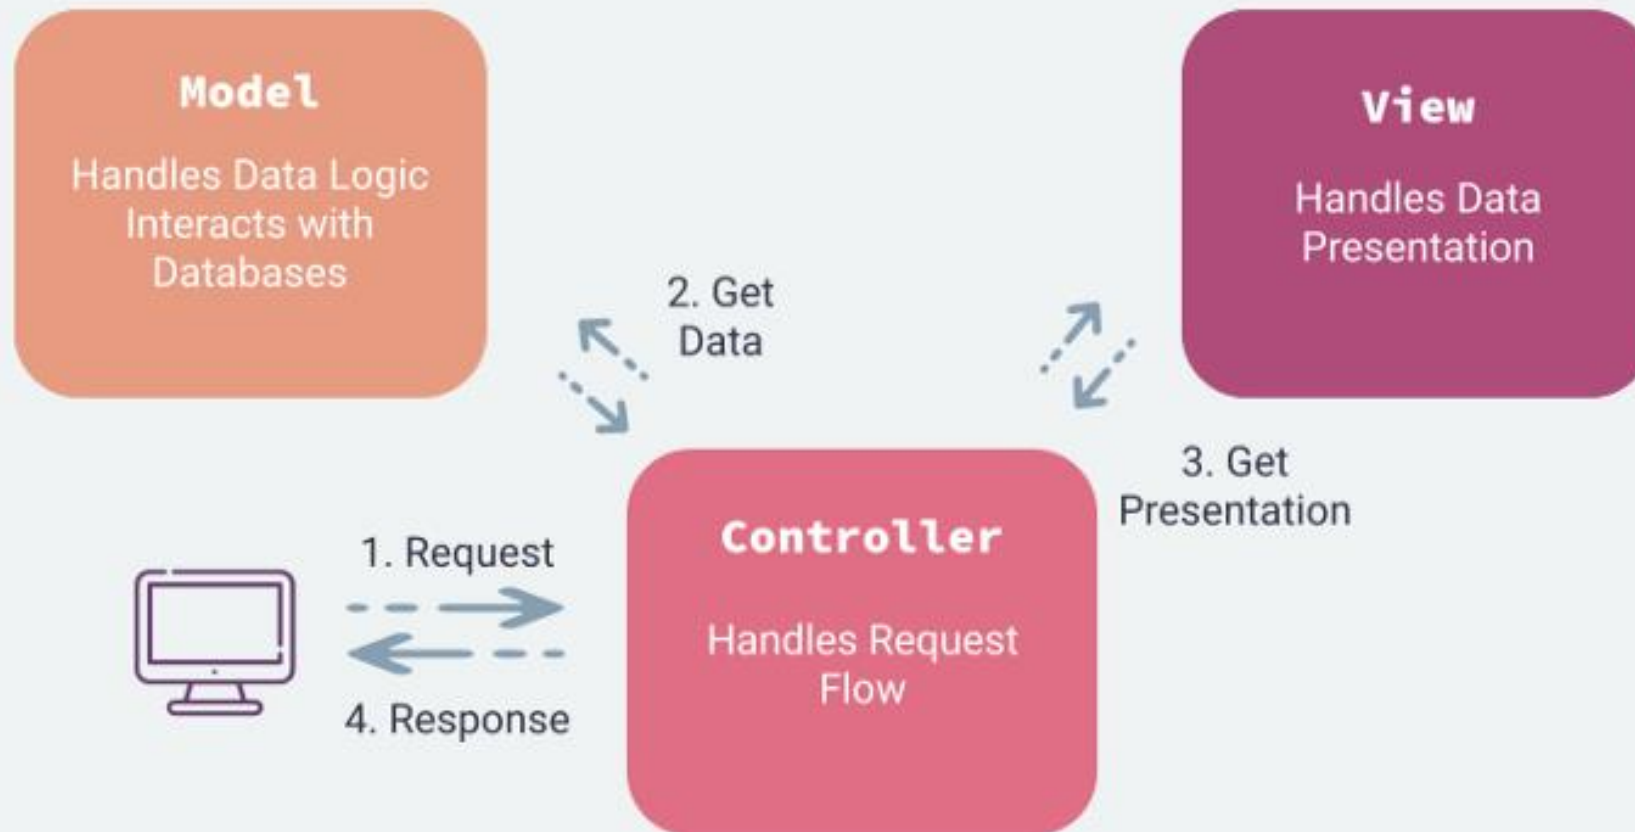 Model
Handles Data Logic
Interacts with
Databases
View
Handles Data
Presentation
2. Get
Data
3. Get
Presentation
1. Request
4. Response
Controller
Handles Request
Flow